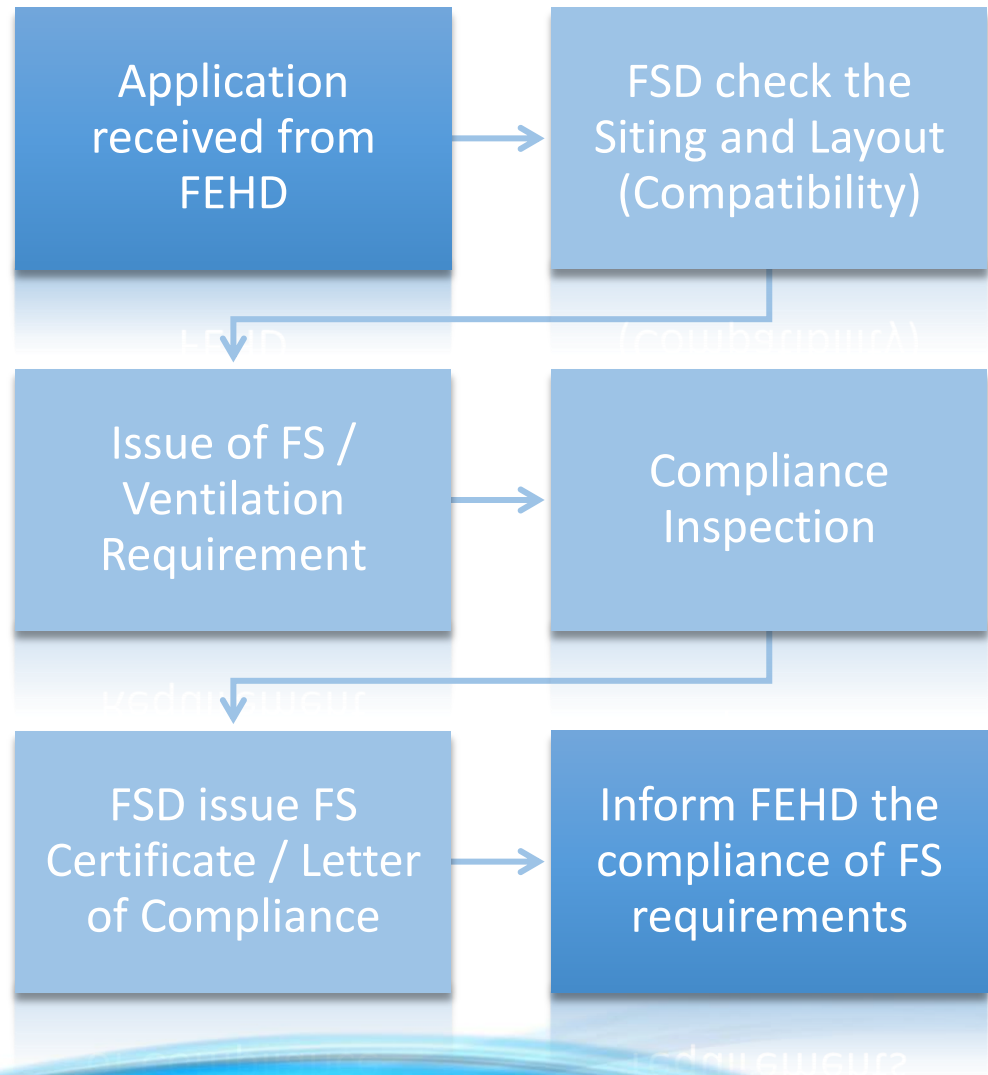 Application
received from
FEHD
FSD check the
Siting and Layout
(Compatibility)
Issue of FS /
Ventilation
Requirement
Compliance
Inspection
FSD issue FS
Certificate / Letter
of Compliance
Inform FEHD the
compliance of FS
requirements